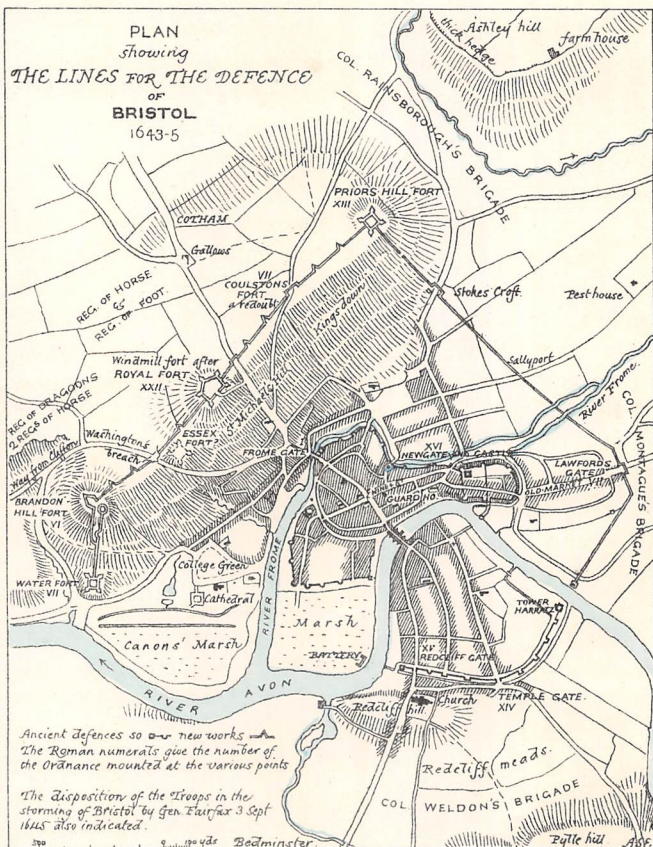 PLAN
showing
THE LINES FOR THE DEFENCE
OF
BRISTOL
1643-5
Ashley hill
thick hedge
farm house
COL. RAINSBOROUGH'S BRIGADE
PRIORS HILL FORT
XIII
COTHAM
Gallows
VII
COULSTONS
FORT
a redoubt
Kingsdown
Stokes Croft.
Pest house
REG. OF HORSE
&
REG. OF FOOT.
Windmill fort after
ROYAL FORT
XXII
St Michaels
Sallyport
River Frome.
REG OF DRAGOONS
2 REGS OF HORSE
Washington's
breach
ESSEX
FORT?
FROME GATE
XVI
NEWGATE AND CASTLE
COL. MONTAGUE'S BRIGADE
Way from Clifton
LAWFORDS
GATE
VII
OLD MARKET
BRANDON-
HILL FORT
VI
GUARD NO.
College Green
RIVER FROME
WATER FORT
VII
Cathedral
TOWER
HARRATZ
Marsh
Canons' Marsh
BATTERY
XV
REDCLIFF GATE
RIVER AVON
Redcliff hill
Church
TEMPLE GATE
XIV
Ancient defences so new works
The Roman numerals give the number of
the Ordnance mounted at the various points
Redcliff meads.
The disposition of the Troops in the
storming of Bristol by Gen. Fairfax 3 Sept
1645 also indicated.
COL. WELDON'S BRIGADE
Bedminster.
Pylle hill